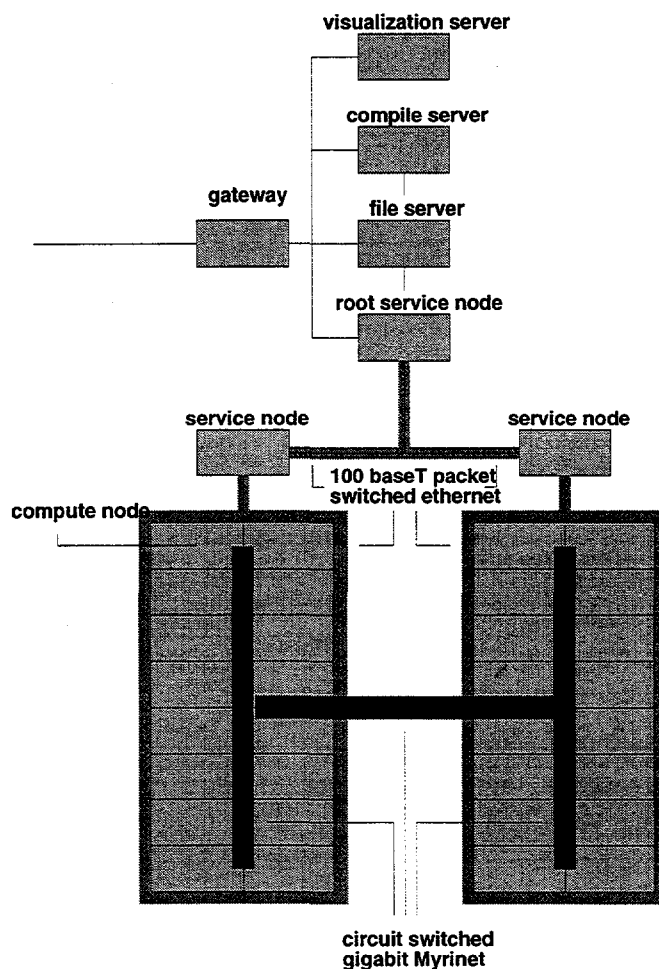 visualization server
compile server
gateway
file server
root service node
service node
service node
100 baseT packet
switched ethernet
compute node
circuit switched
gigabit Myrinet